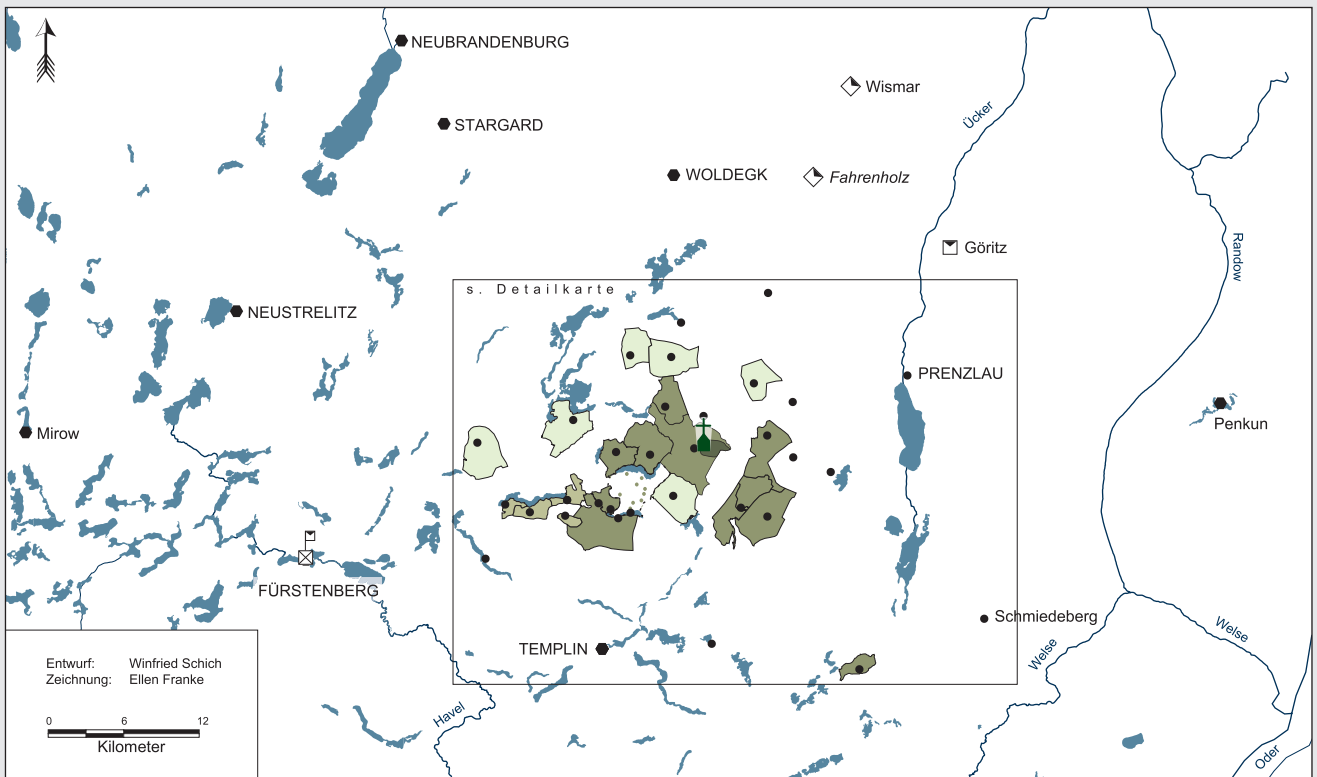 NEUBRANDENBURG
Wismar
Ücker
STARGARD
WOLDEGK
Fahrenholz
Göritz
Randow
s. Detailkarte
NEUSTRELITZ
PRENZLAU
Mirow
Penkun
FÜRSTENBERG
Schmiedeberg
Welse
TEMPLIN
Welse
Entwurf: Winfried Schich
Zeichnung: Ellen Franke
Havel
0 6 12
Kilometer
Oder